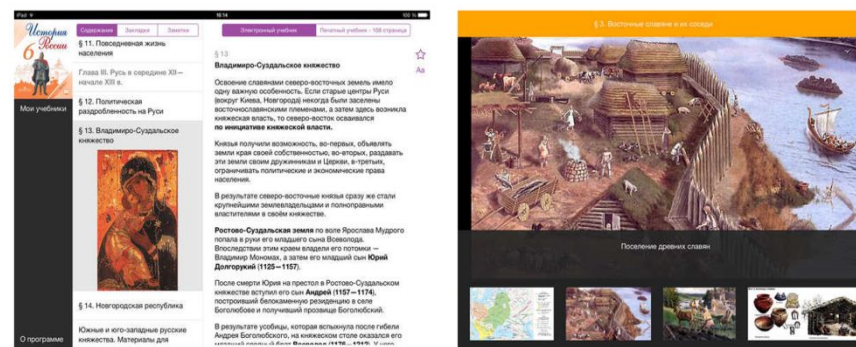 iPad
16:14
100 %
История
России
6
Мои учебники
О программе
Содержание Закладки Заметки
§ 11. Повседневная жизнь
населения
Глава III. Русь в середине XII –
начале XIII в.
§ 12. Политическая
раздробленность на Руси
§ 13. Владимиро-Суздальское
княжество
§ 14. Новгородская республика
Южные и юго-западные русские
княжества. Материалы для
Электронный учебник Печатный учебник - 108 страница
§ 13
Аа
Владимиро-Суздальское княжество
Освоение славянами северо-восточных земель имело
одну важную особенность. Если старые центры Руси
(вокруг Киева, Новгорода) некогда были заселены
восточнославянскими племенами, а затем здесь возникла
княжеская власть, то северо-восток осваивался
по инициативе княжеской власти.
Князья получили возможность, во-первых, объявлять
земли края своей собственностью, во-вторых, раздавать
эти земли своим дружинникам и Церкви, в-третьих,
ограничивать политические и экономические права
населения.
В результате северо-восточные князья сразу же стали
крупнейшими землевладельцами и полноправными
властителями в своём княжестве.
Ростово-Суздальская земля по воле Ярослава Мудрого
попала в руки его младшего сына Всеволода.
Впоследствии этим краем владели его потомки —
Владимир Мономах, а затем его младший сын Юрий
Долгорукий (1125—1157).
После смерти Юрия на престол в Ростово-Суздальском
княжестве вступил его сын Андрей (1157—1174),
построивший белокаменную резиденцию в селе
Боголюбове и получивший прозвище Боголюбский.
В результате усобицы, которая вспыхнула после гибели
Андрея Боголюбского, на княжеском столе оказался его
младший сводный брат Всеволод (1176—1212). У него
§ 3. Восточные славяне и их соседи
Поселение древних славян